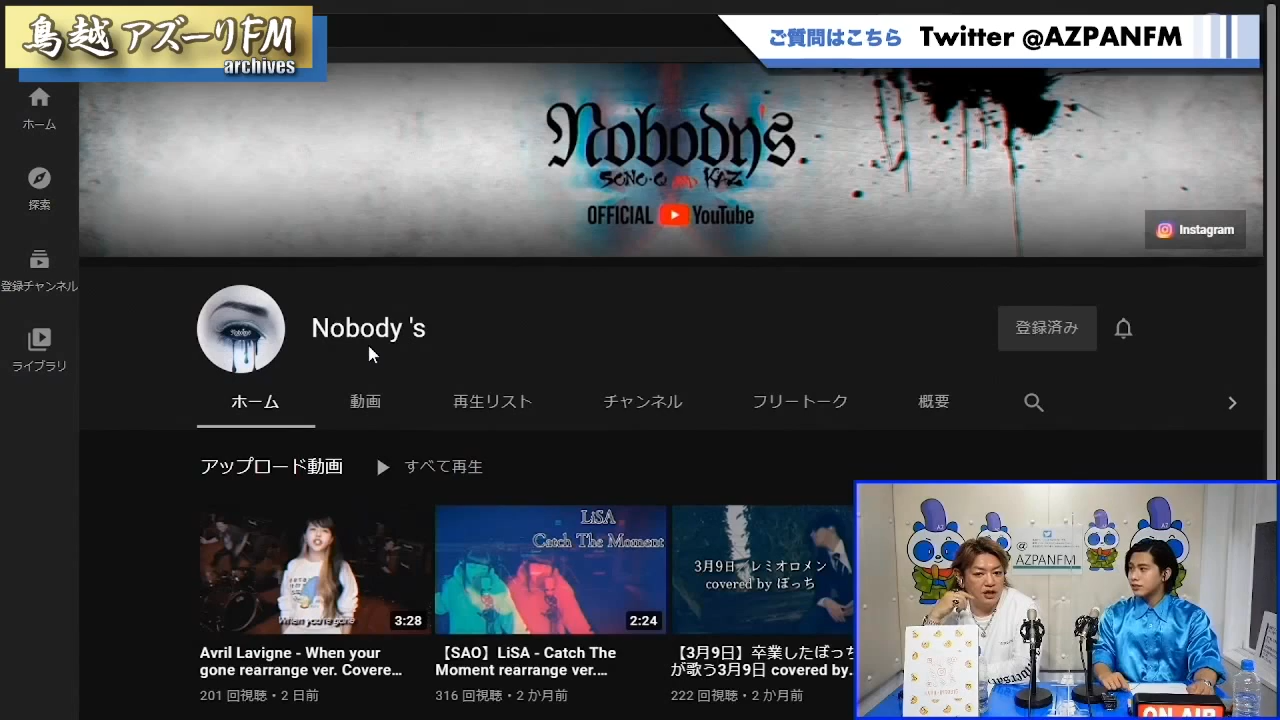 鳥越アズーリFM
archives
ご質問はこちら Twitter @AZPANFM
Nobody's
SONO-Q AND KAZ
OFFICIAL YouTube
Instagram
ホーム
探索
登録チャンネル
ライブラリ
Nobody 's
登録済み
ホーム 動画 再生リスト チャンネル フリートーク 概要
アップロード動画 すべて再生
When you're gone
3:28
LiSA
Catch The Moment
2:24
3月9日 レミオロメン
covered by ぼっち
Avril Lavigne - When your
gone rearrange ver. Covere...
201 回視聴・2 日前
【SAO】LiSA - Catch The
Moment rearrange ver....
316 回視聴・2 か月前
【3月9日】卒業したぼっち
が歌う3月9日 covered by.
222 回視聴・2 か月前
@
AZPANFM
ON AIR